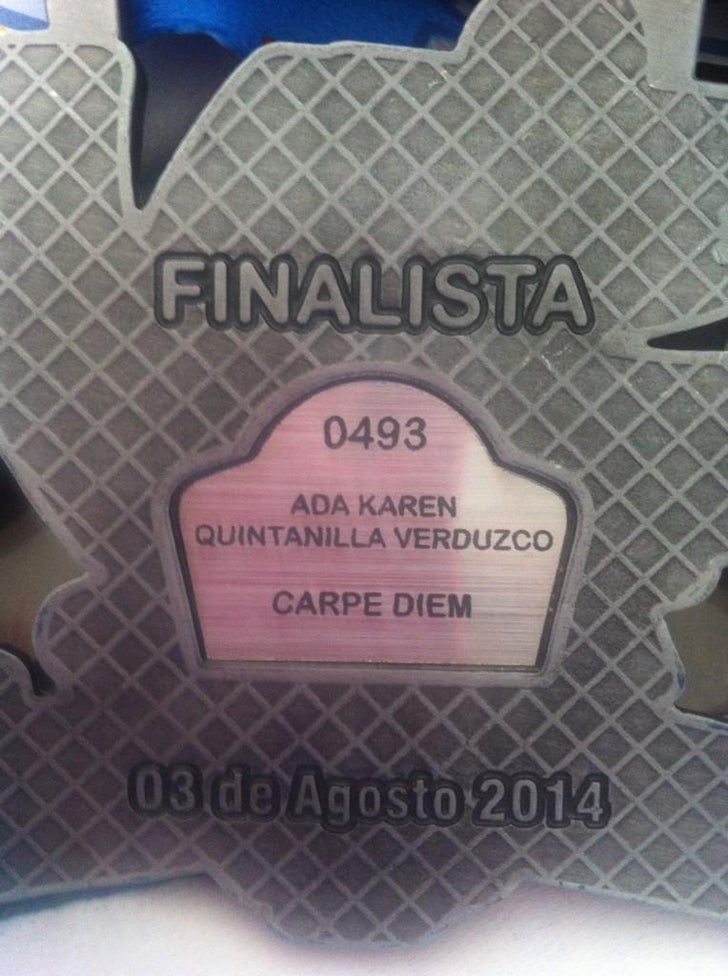 FINALISTA
0493
ADA KAREN
QUINTANILLA VERDUZCO
CARPE DIEM
03 de Agosto 2014